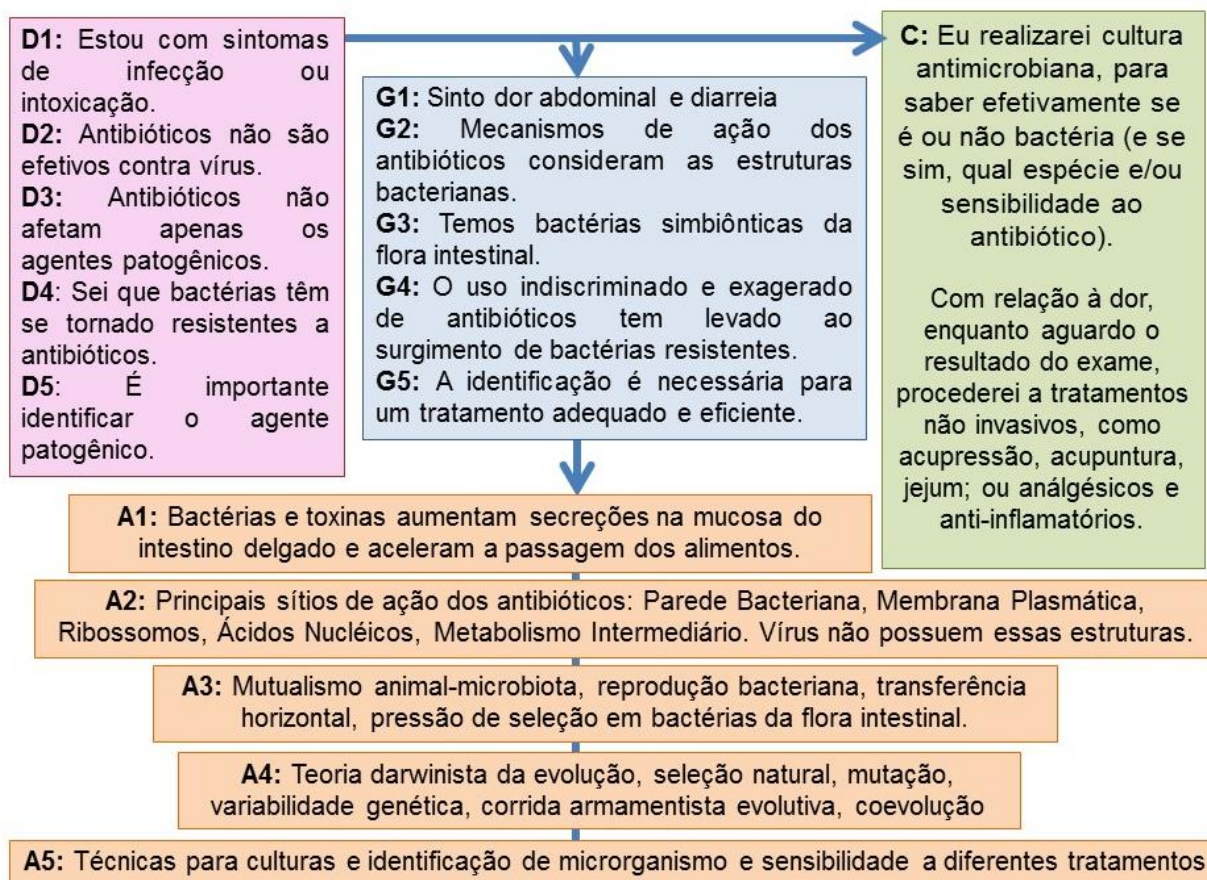 D1: Estou com sintomas
de infecção ou
intoxicação.
D2: Antibióticos não são
efetivos contra vírus.
D3: Antibióticos não
afetam apenas os
agentes patogênicos.
D4: Sei que bactérias têm
se tornado resistentes a
antibióticos.
D5: É importante
identificar o agente
patogênico.
G1: Sinto dor abdominal e diarreia
G2: Mecanismos de ação dos
antibióticos consideram as estruturas
bacterianas.
G3: Temos bactérias simbiônticas da
flora intestinal.
G4: O uso indiscriminado e exagerado
de antibióticos tem levado ao
surgimento de bactérias resistentes.
G5: A identificação é necessária para
um tratamento adequado e eficiente.
C: Eu realizarei cultura
antimicrobiana, para
saber efetivamente se
é ou não bactéria (e se
sim, qual espécie e/ou
sensibilidade ao
antibiótico).
Com relação à dor,
enquanto aguardo o
resultado do exame,
procederei a tratamentos
não invasivos, como
acupressão, acupuntura,
jejum; ou análgésicos e
anti-inflamatórios.
A1: Bactérias e toxinas aumentam secreções na mucosa do
intestino delgado e aceleram a passagem dos alimentos.
A2: Principais sítios de ação dos antibióticos: Parede Bacteriana, Membrana Plasmática,
Ribossomos, Ácidos Nucléicos, Metabolismo Intermediário. Vírus não possuem essas estruturas.
A3: Mutualismo animal-microbiota, reprodução bacteriana, transferência
horizontal, pressão de seleção em bactérias da flora intestinal.
A4: Teoria darwinista da evolução, seleção natural, mutação,
variabilidade genética, corrida armamentista evolutiva, coevolução
A5: Técnicas para culturas e identificação de microrganismo e sensibilidade a diferentes tratamentos